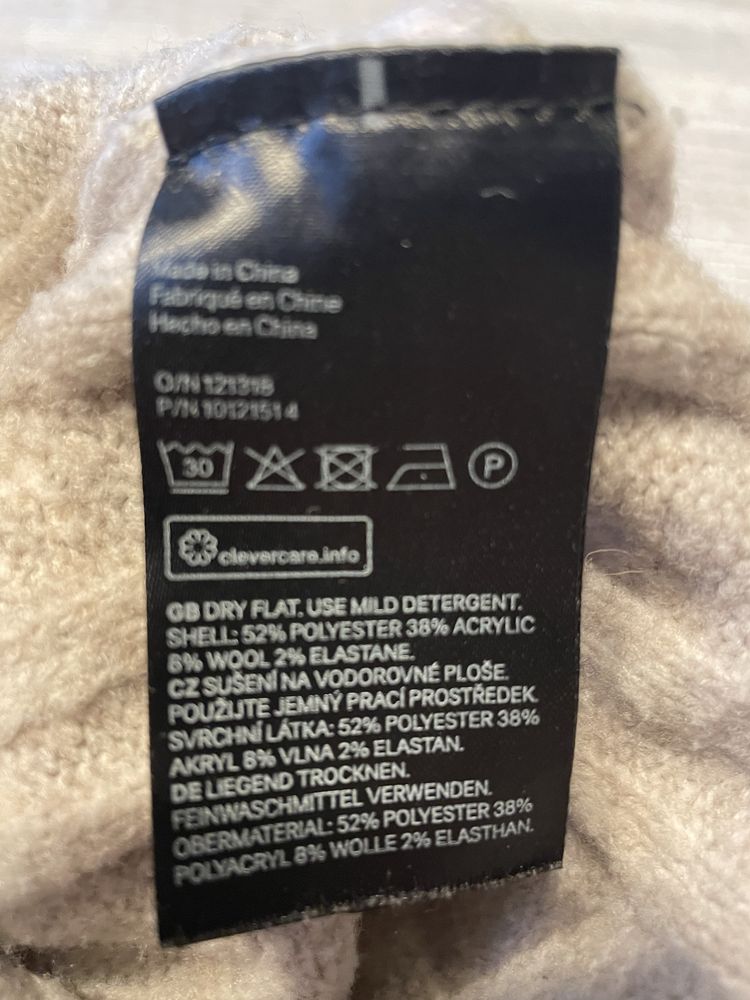 Made in China
Fabriqué en Chine
Hecho en China
O/N 121318
P/N 10121514
30
P
clevercare.info
GB DRY FLAT. USE MILD DETERGENT.
SHELL: 52% POLYESTER 38% ACRYLIC
8% WOOL 2% ELASTANE.
CZ SUŠENÍ NA VODOROVNÉ PLOŠE.
POUŽIJTE JEMNÝ PRACÍ PROSTŘEDEK.
SVRCHNÍ LÁTKA: 52% POLYESTER 38%
AKRYL 8% VLNA 2% ELASTAN.
DE LIEGEND TROCKNEN.
FEINWASCHMITTEL VERWENDEN.
OBERMATERIAL: 52% POLYESTER 38%
POLYACRYL 8% WOLLE 2% ELASTHAN.